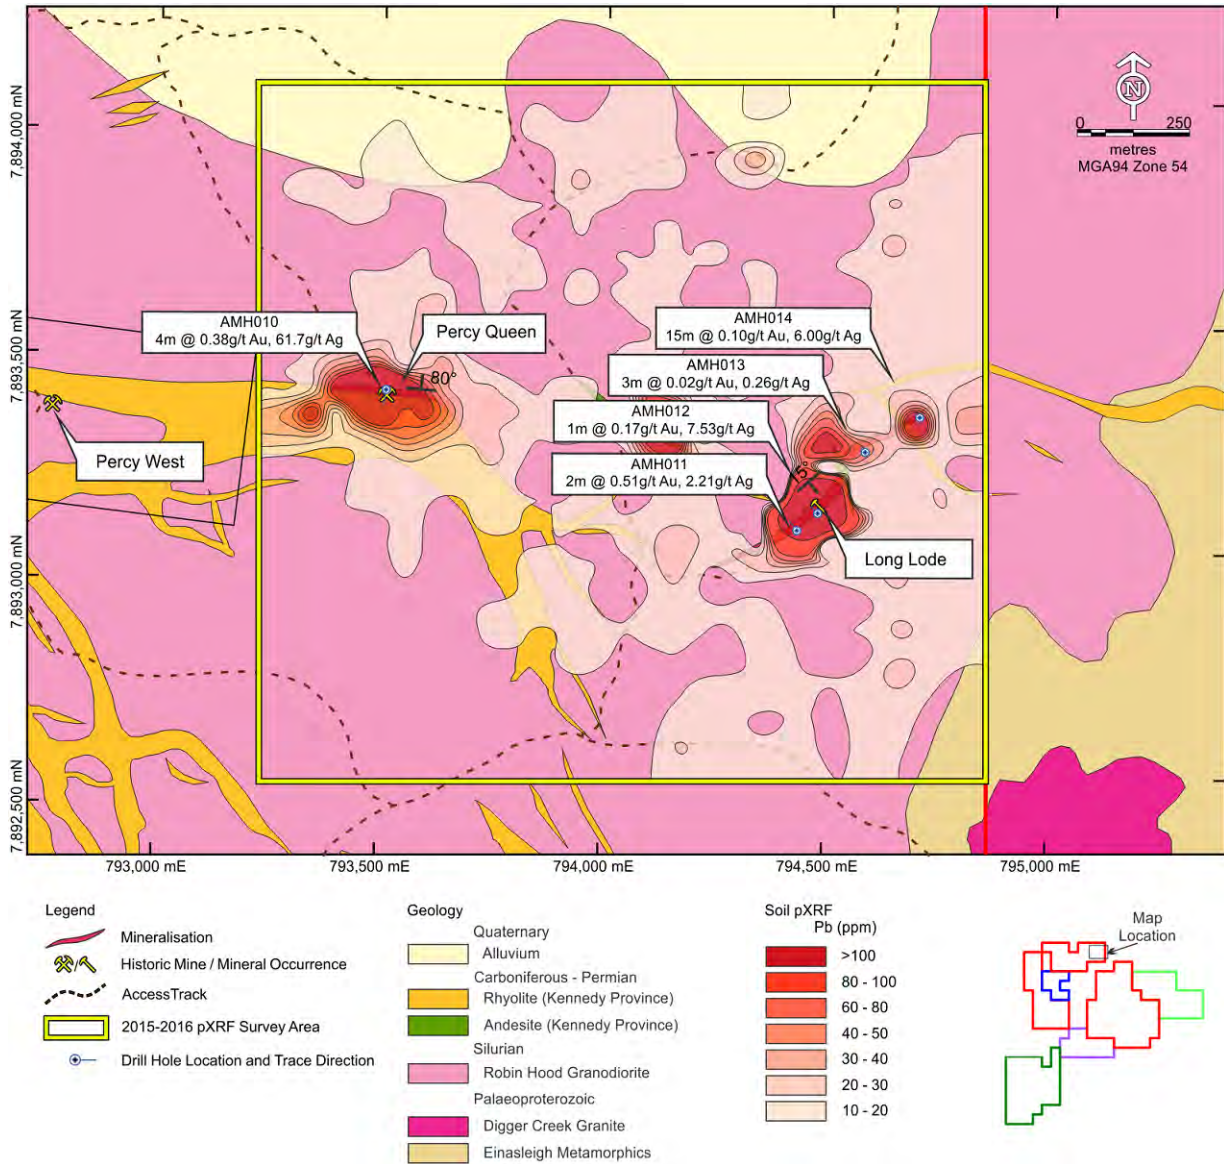 N
0 250
metres
MGA94 Zone 54
7,894,000 mN
7,893,500 mN
7,893,000 mN
7,892,500 mN
AMH010
4m @ 0.38g/t Au, 61.7g/t Ag
Percy Queen
80°
AMH014
15m @ 0.10g/t Au, 6.00g/t Ag
AMH013
3m @ 0.02g/t Au, 0.26g/t Ag
AMH012
1m @ 0.17g/t Au, 7.53g/t Ag
AMH011
2m @ 0.51g/t Au, 2.21g/t Ag
Percy West
Long Lode
793,000 mE
793,500 mE
794,000 mE
794,500 mE
795,000 mE
Legend
Mineralisation
Historic Mine / Mineral Occurrence
AccessTrack
2015-2016 pXRF Survey Area
Drill Hole Location and Trace Direction
Geology
Quaternary
Alluvium
Carboniferous - Permian
Rhyolite (Kennedy Province)
Andesite (Kennedy Province)
Silurian
Robin Hood Granodiorite
Palaeoproterozoic
Digger Creek Granite
Einasleigh Metamorphics
Soil pXRF
Pb (ppm)
>100
80 - 100
60 - 80
40 - 50
30 - 40
20 - 30
10 - 20
Map
Location